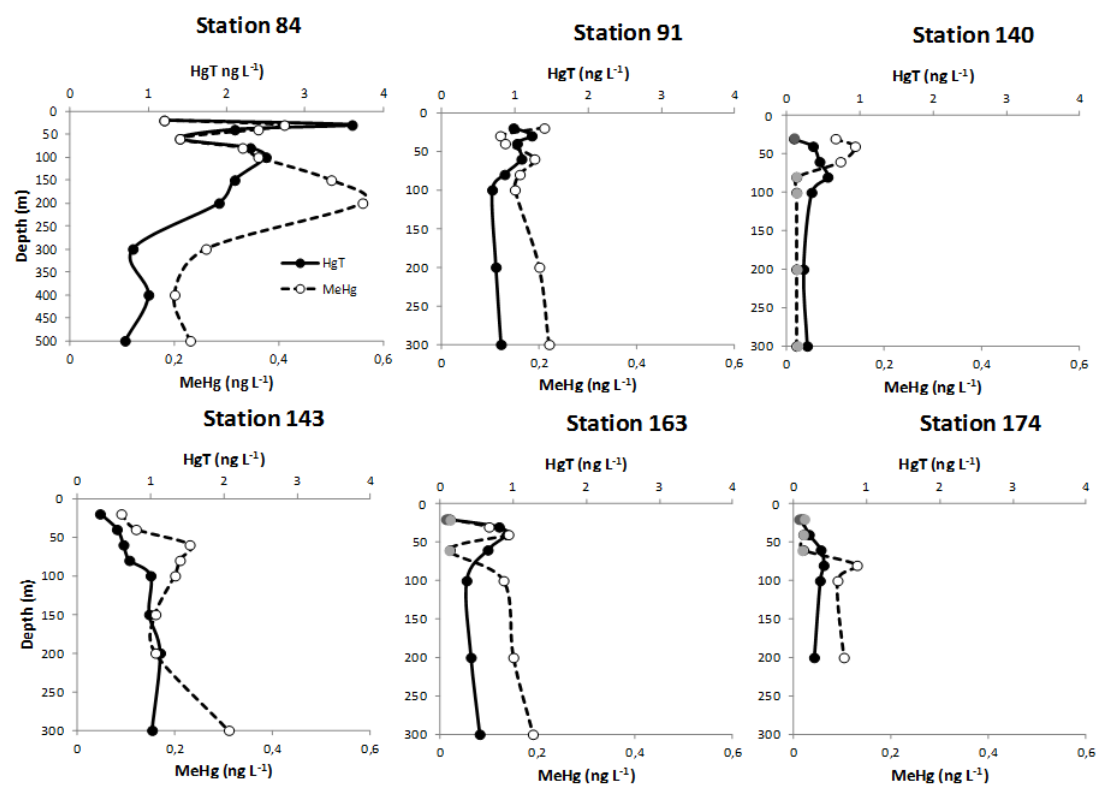 Station 84
HgT ng L⁻¹)
0 1 2 3 4
0
50
100
150
200
250
300
350
400
450
500
Depth (m)
HgT
MeHg
0 0,2 0,4 0,6
MeHg (ng L⁻¹)
Station 91
HgT (ng L⁻¹)
0 1 2 3 4
0
50
100
150
200
250
300
0 0,2 0,4 0,6
MeHg (ng L⁻¹)
Station 140
HgT (ng L⁻¹)
0 1 2 3 4
0
50
100
150
200
250
300
0 0,2 0,4 0,6
MeHg (ng L⁻¹)
Station 143
HgT (ng L⁻¹)
0 1 2 3 4
0
50
100
150
200
250
300
Depth (m)
0 0,2 0,4 0,6
MeHg (ng L⁻¹)
Station 163
HgT (ng L⁻¹)
0 1 2 3 4
0
50
100
150
200
250
300
0 0,2 0,4 0,6
MeHg (ng L⁻¹)
Station 174
HgT (ng L⁻¹)
0 1 2 3 4
0
50
100
150
200
250
300
0 0,2 0,4 0,6
MeHg (ng L⁻¹)